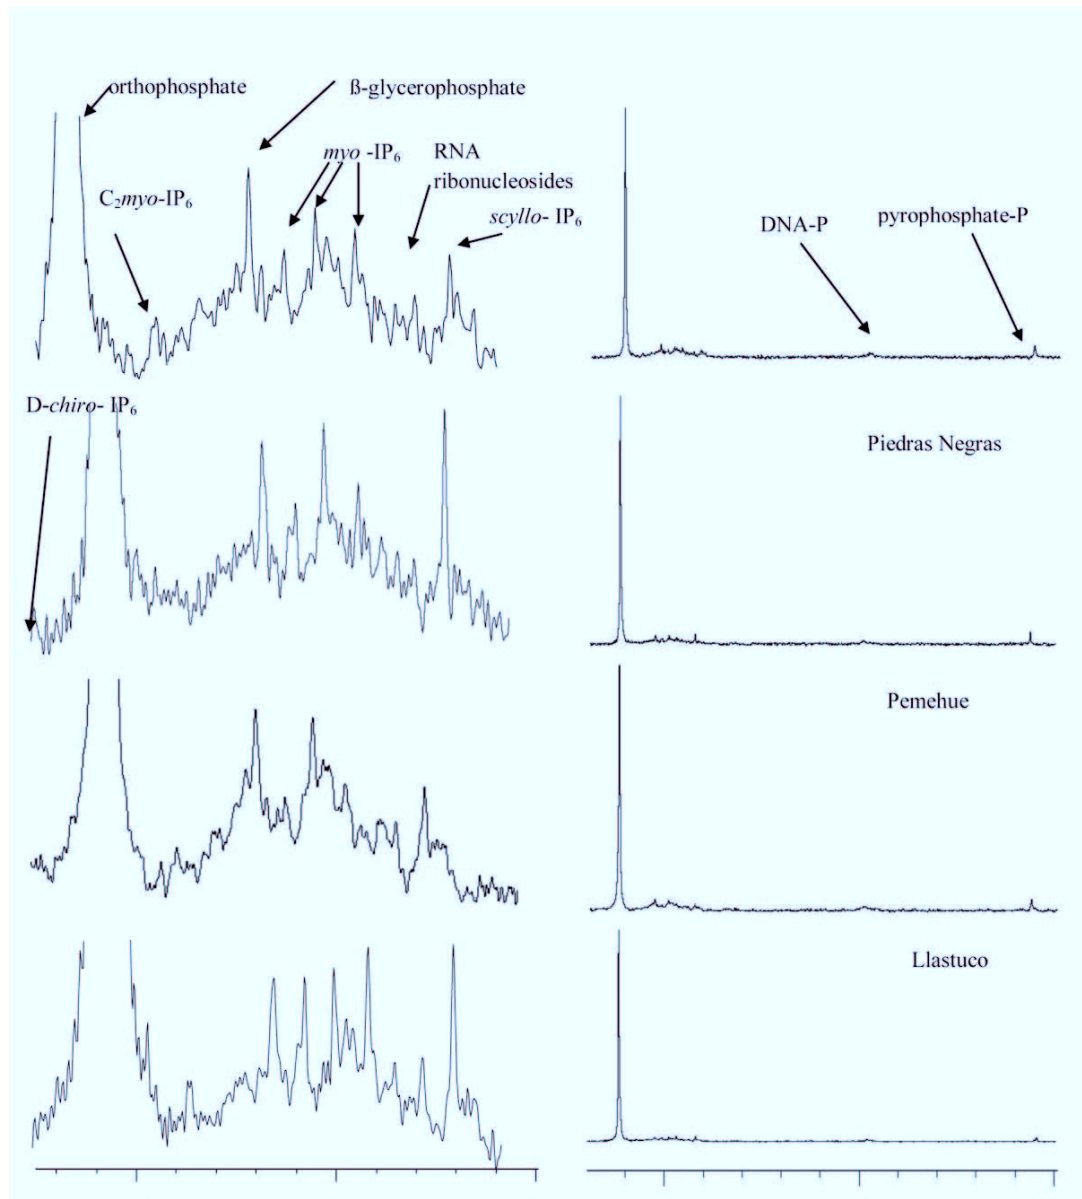 orthophosphate
ß-glycerophosphate
myo -IP₆
RNA
ribonucleosides
C₂myo-IP₆
scyllo- IP₆
DNA-P
pyrophosphate-P
D-chiro- IP₆
Piedras Negras
Pemehue
Llastuco